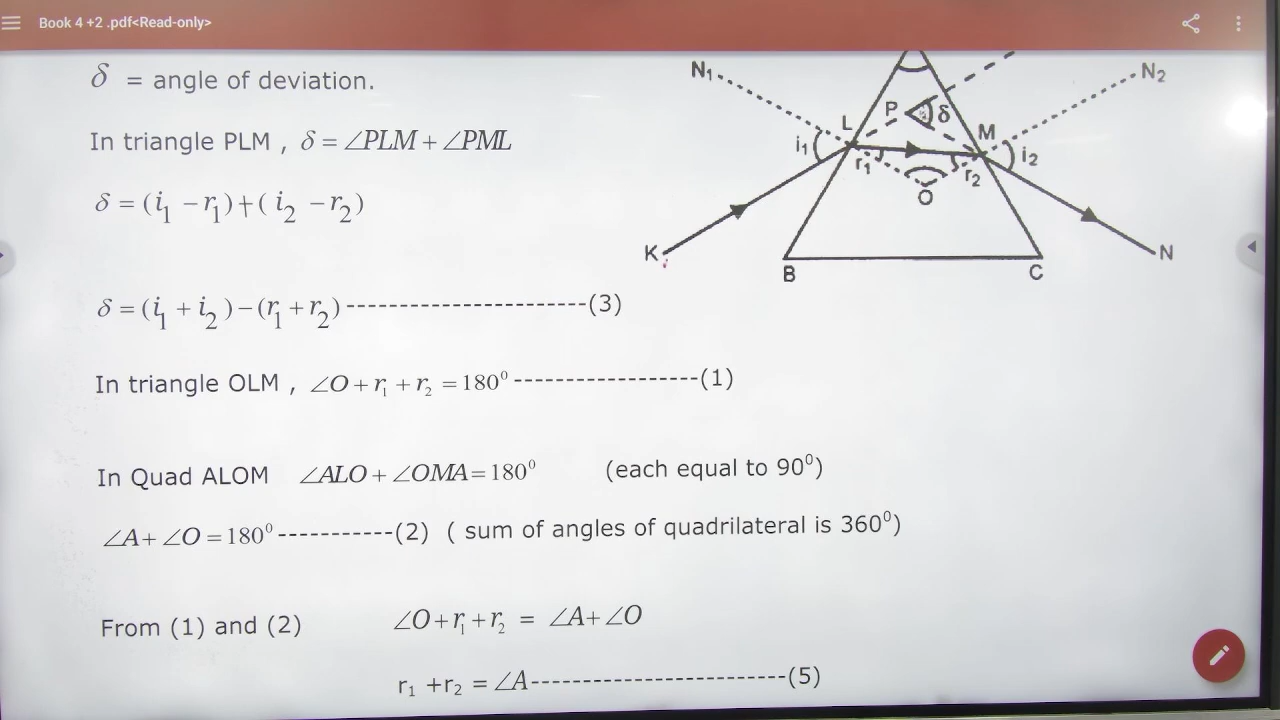 Book 4 +2 .pdf<Read-only>
δ = angle of deviation.
In triangle PLM , δ = ∠PLM + ∠PML
δ = (i₁ − r₁) + ( i₂ − r₂)
δ = (i₁ + i₂ ) − (r₁ + r₂) -----------------------(3)
In triangle OLM , ∠O + r₁ + r₂ = 180⁰ ------------------(1)
In Quad ALOM ∠ALO + ∠OMA = 180⁰ (each equal to 90⁰)
∠A + ∠O = 180⁰ -----------(2) ( sum of angles of quadrilateral is 360⁰)
From (1) and (2) ∠O + r₁ + r₂ = ∠A + ∠O
r₁ +r₂ = ∠A-------------------------(5)
N₁
N₂
P
δ
L
M
i₁
i₂
r₁
r₂
O
K
N
B
C